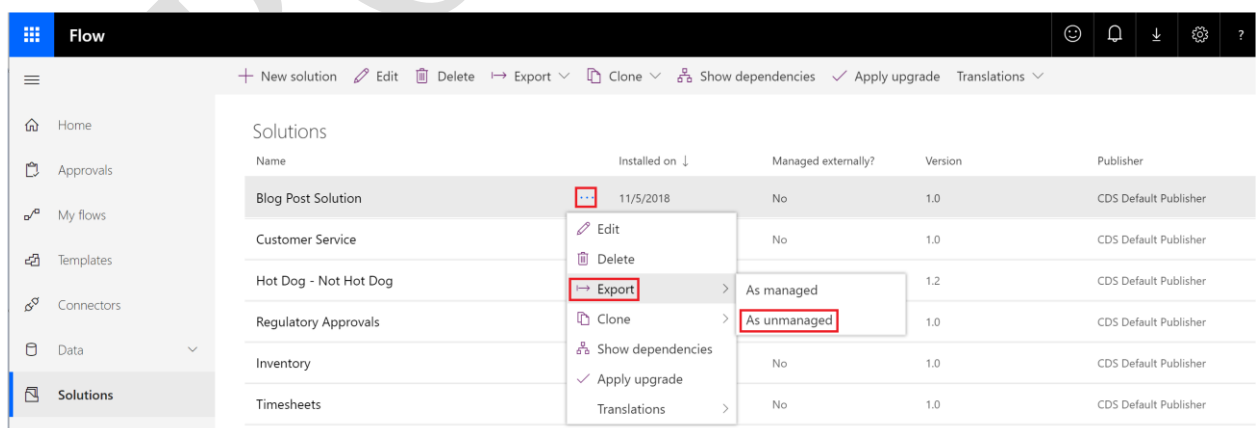 Flow ?
New solution Edit Delete Export Clone Show dependencies Apply upgrade Translations
Home
Approvals
My flows
Templates
Connectors
Data
Solutions
Solutions
Name Installed on ↓ Managed externally? Version Publisher
Blog Post Solution ... 11/5/2018 No 1.0 CDS Default Publisher
Customer Service No 1.0 CDS Default Publisher
Hot Dog - Not Hot Dog 1.2 CDS Default Publisher
Regulatory Approvals 1.0 CDS Default Publisher
Inventory No 1.0 CDS Default Publisher
Timesheets No 1.0 CDS Default Publisher
Edit
Delete
Export
Clone
Show dependencies
Apply upgrade
Translations
As managed
As unmanaged